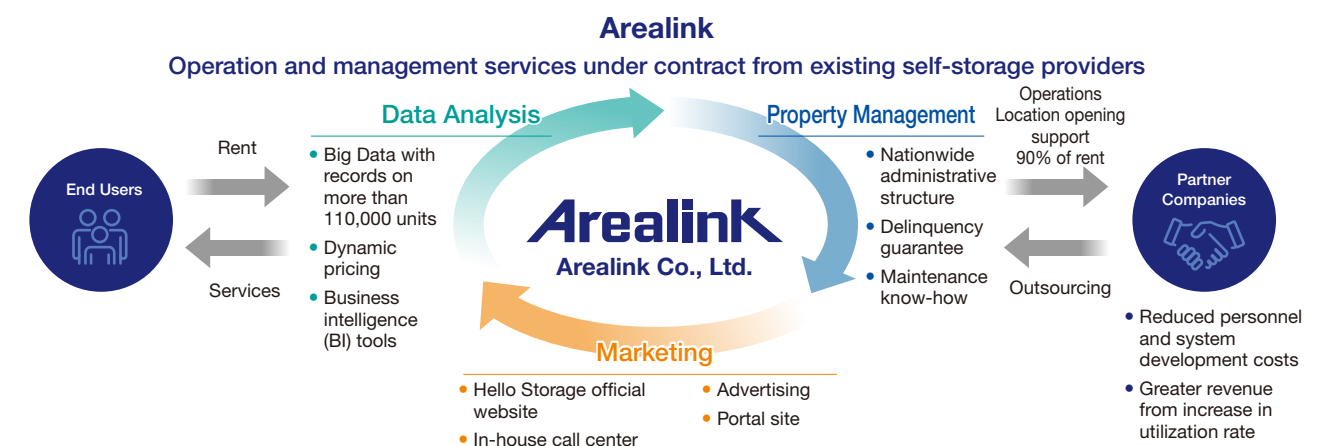 Arealink
Operation and management services under contract from existing self-storage providers
End Users
Rent
Services
Data Analysis
• Big Data with
records on
more than
110,000 units
• Dynamic
pricing
• Business
intelligence
(BI) tools
Arealink
Arealink Co., Ltd.
Property Management
• Nationwide
administrative
structure
• Delinquency
guarantee
• Maintenance
know-how
Marketing
• Hello Storage official
website
• In-house call center
• Advertising
• Portal site
Operations
Location opening
support
90% of rent
Outsourcing
Partner
Companies
• Reduced personnel
and system
development costs
• Greater revenue
from increase in
utilization rate